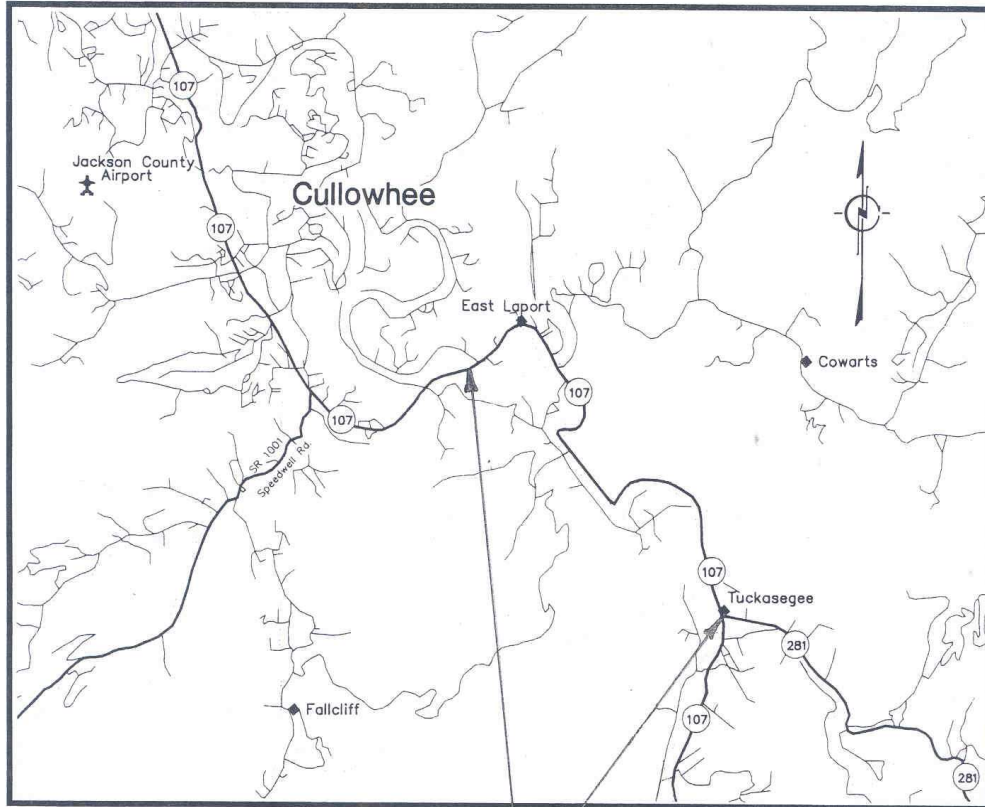 107
Jackson County
Airport
Cullowhee
107
N
East Laport
Cowarts
107
107
SR 1001
Speedwell Rd.
107
Tuckasegee
281
Fallcliff
107
281